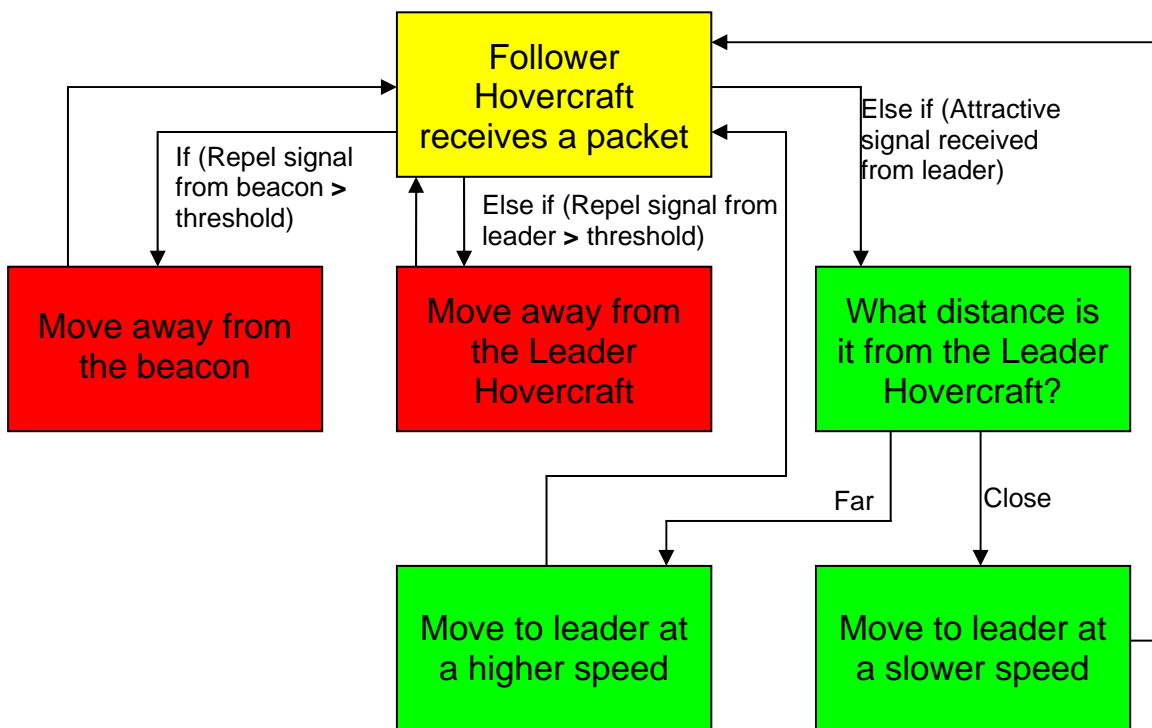 Follower
Hovercraft
receives a packet
If (Repel signal
from beacon >
threshold)
Else if (Repel signal from
leader > threshold)
Else if (Attractive
signal received
from leader)
Move away from
the beacon
Move away from
the Leader
Hovercraft
What distance is
it from the Leader
Hovercraft?
Far
Close
Move to leader at
a higher speed
Move to leader at
a slower speed